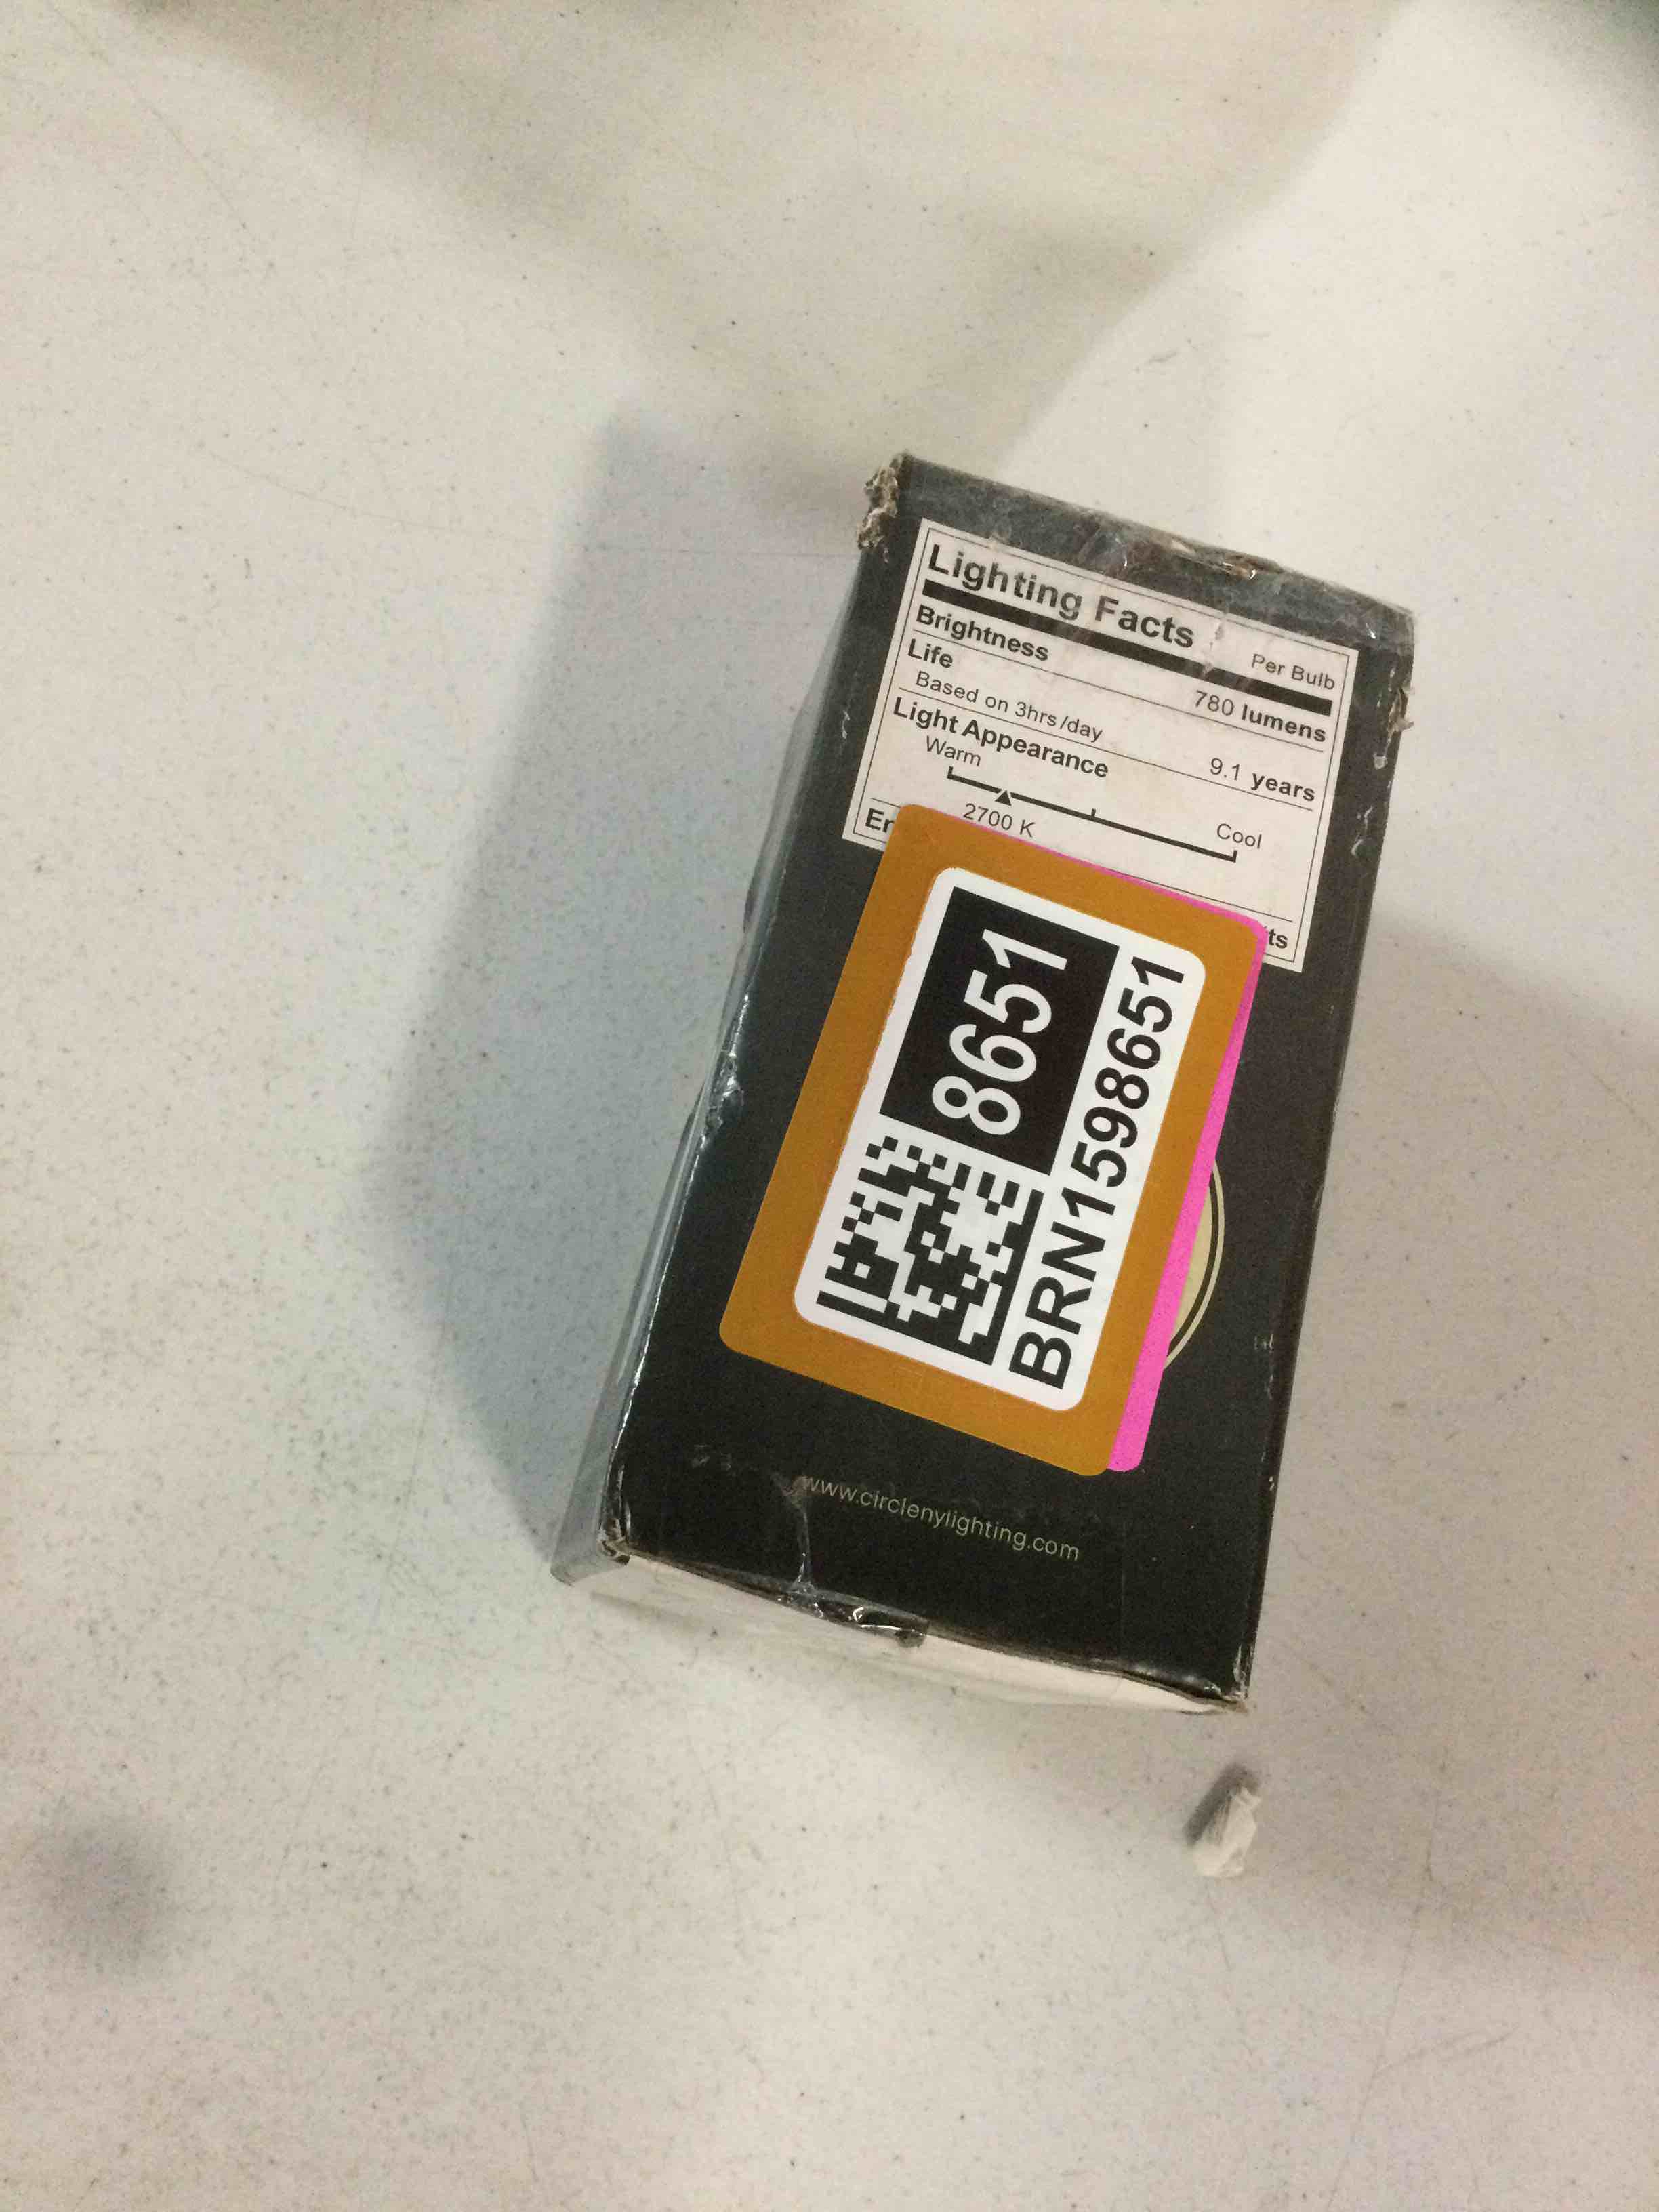 Lighting Facts Per Bulb
Brightness 780 lumens
Life
Based on 3hrs/day 9.1 years
Light Appearance
Warm Cool
2700 K
8651
BRN1598651
www.circlenylighting.com